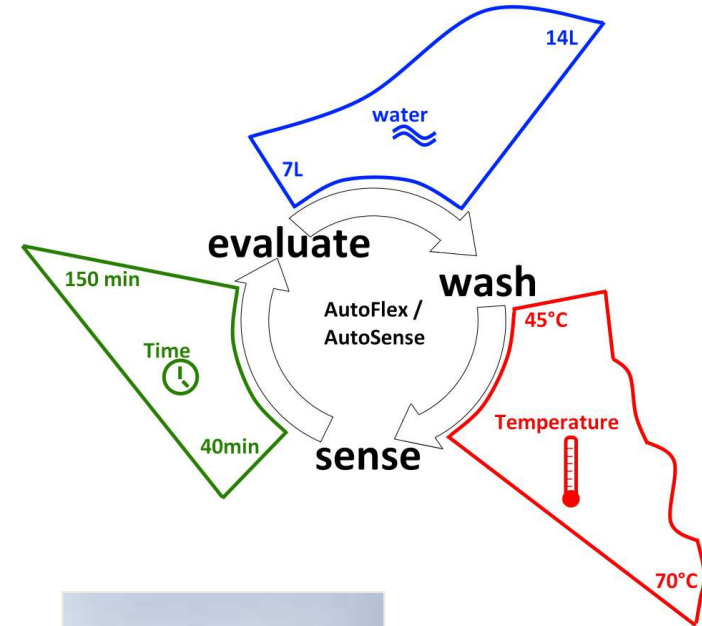 14L
water
7L
evaluate
wash
150 min
AutoFlex /
AutoSense
45°C
Time
Temperature
40min
sense
70°C